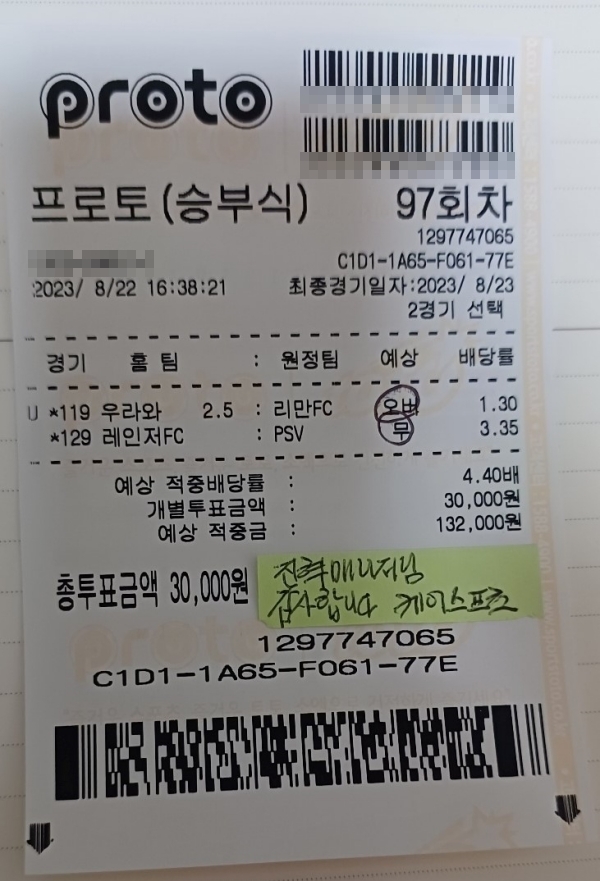 proto
프로토(승부식) 97회차
1297747065
C1D1-1A65-F061-77E
2023/ 8/22 16:38:21 최종경기일자:2023/ 8/23
2경기 선택
경기 홈 팀 : 원정팀 예상 배당률
U *119 우라와 2.5 : 리만FC 오버 1.30
*129 레인저FC : PSV 무 3.35
예상 적중배당률 : 4.40배
개별투표금액 : 30,000원
예상 적중금 : 132,000원
총투표금액 30,000원
매니저님
감사합니다 케이스포츠
1297747065
C1D1-1A65-F061-77E